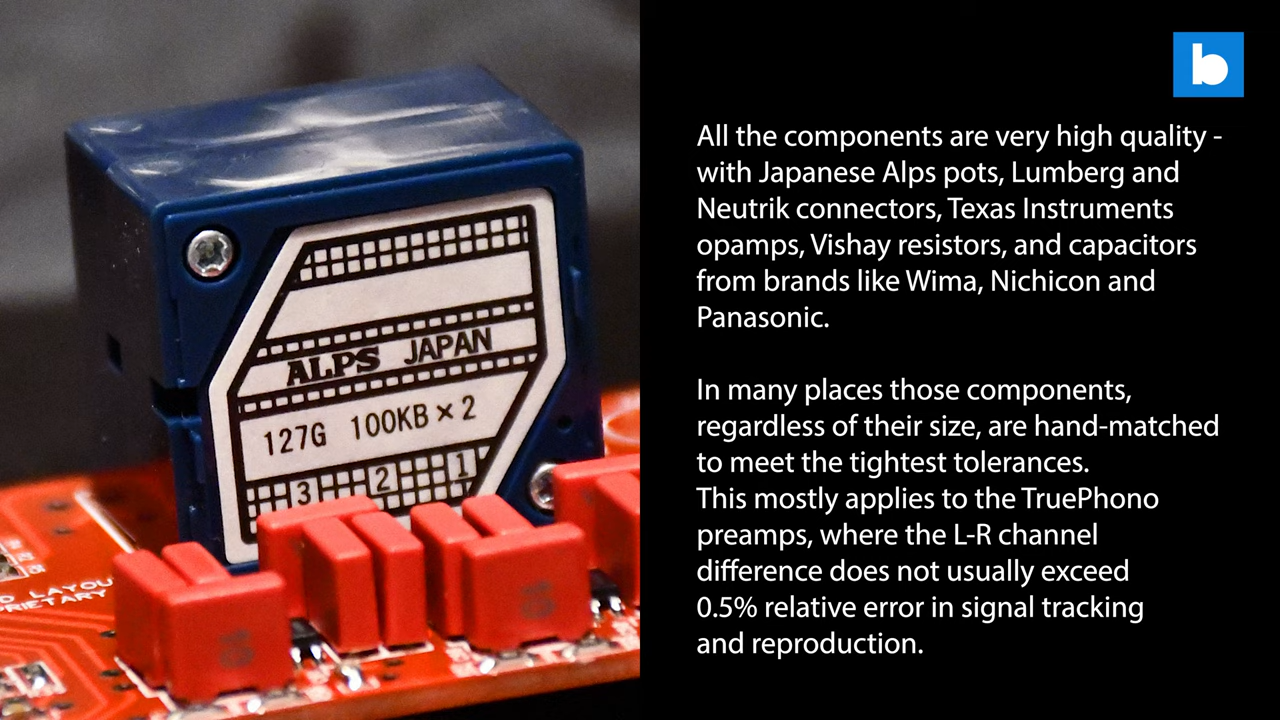 ALPS JAPAN
127G 100KB × 2
3 2 1
b
All the components are very high quality -
with Japanese Alps pots, Lumberg and
Neutrik connectors, Texas Instruments
opamps, Vishay resistors, and capacitors
from brands like Wima, Nichicon and
Panasonic.
In many places those components,
regardless of their size, are hand-matched
to meet the tightest tolerances.
This mostly applies to the TruePhono
preamps, where the L-R channel
difference does not usually exceed
0.5% relative error in signal tracking
and reproduction.